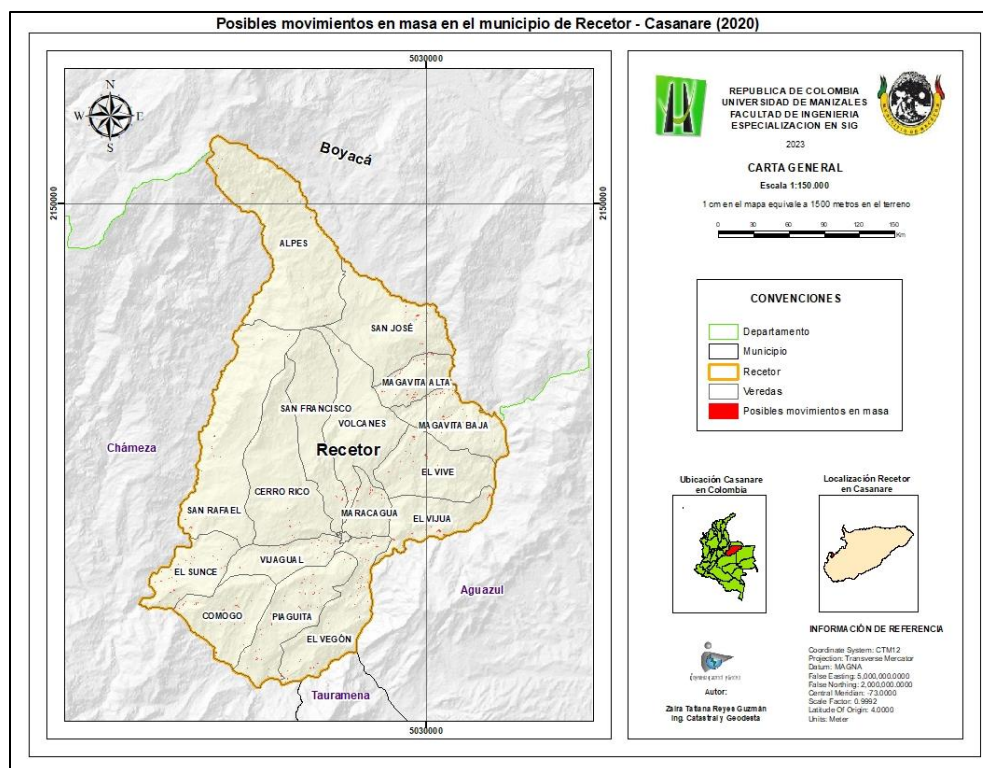 Posibles movimientos en masa en el municipio de Recetor - Casanare (2020)
5030000
N
W E
S
Boyacá
2150000
2150000
ALPES
SAN JOSÉ
MAGAVITA ALTA
SAN FRANCISCO
VOLCANES
MAGAVITA BAJA
Chámeza
Recetor
EL VIVE
CERRO RICO
SAN RAFAEL
MARACAGUA
EL VIJUA
VIJAGUAL
EL SUNCE
Aguazul
COMOGO
PIAGUITA
EL VEGÓN
Tauramena
5030000
REPUBLICA DE COLOMBIA
UNIVERSIDAD DE MANIZALES
FACULTAD DE INGENIERIA
ESPECIALIZACION EN SIG
2023
CARTA GENERAL
Escala 1:150.000
1 cm en el mapa equivale a 1500 metros en el terreno
0 30 60 90 120 150
Km
CONVENCIONES
Departamento
Municipio
Recetor
Veredas
Posibles movimientos en masa
Ubicación Casanare
en Colombia
Localización Recetor
en Casanare
INFORMACIÓN DE REFERENCIA
Coordinate System: CTM12
Projection: Transverse Mercator
Datum: MAGNA
False Easting: 5,000,000.0000
False Northing: 2,000,000.0000
Central Meridian: -73.0000
Scale Factor: 0.9992
Latitude Of Origin: 4.0000
Units: Meter
Autor:
Zaira Tatiana Reyes Guzmán
Ing. Catastral y Geodesta